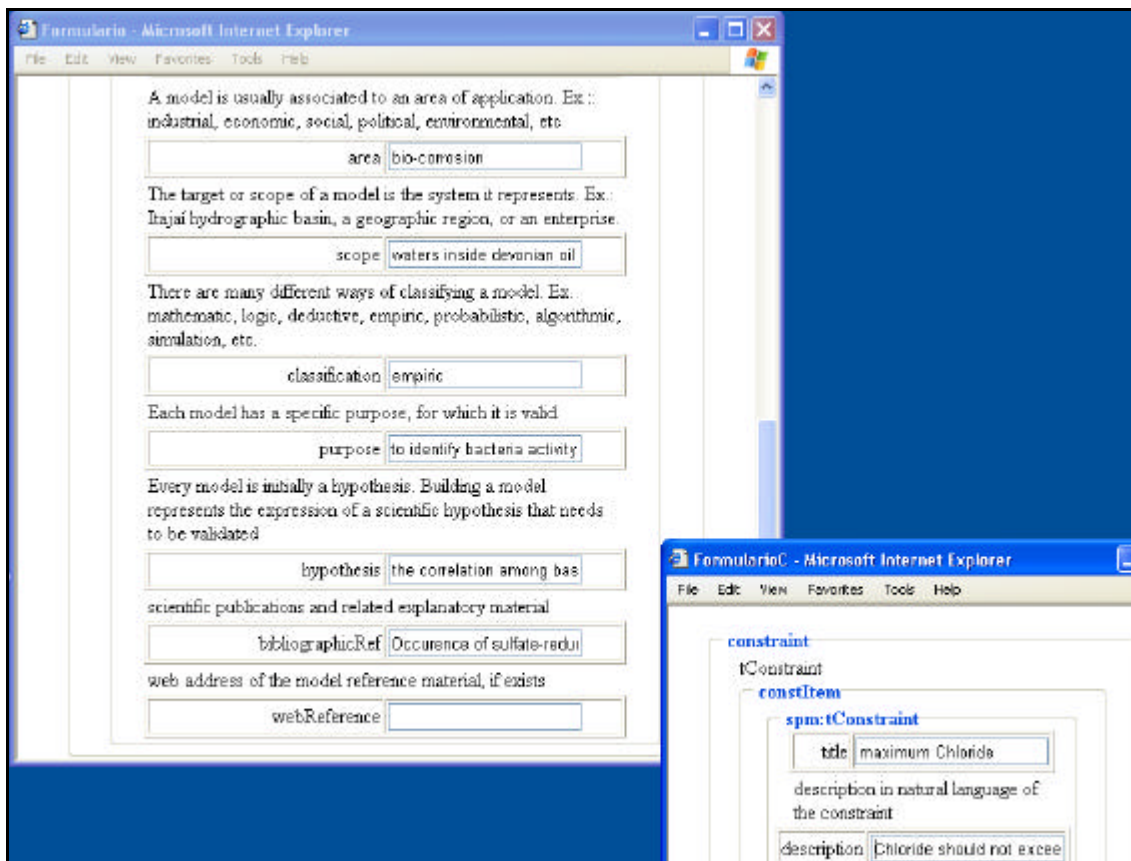 Formulario - Microsoft Internet Explorer
File Edit View Favorites Tools Help
A model is usually associated to an area of application. Ex.:
industrial, economic, social, political, environmental, etc
area bio-corrosion
The target or scope of a model is the system it represents. Ex.:
Itajaí hydrographic basin, a geographic region, or an enterprise.
scope waters inside devonian oil
There are many different ways of classifying a model. Ex.
mathematic, logic, deductive, empiric, probabilistic, algorithmic,
simulation, etc.
classification empiric
Each model has a specific purpose, for which it is valid
purpose to identify bacteria activity
Every model is initially a hypothesis. Building a model
represents the expression of a scientific hypothesis that needs
to be validated
hypothesis the correlation among bas
scientific publications and related explanatory material
bibliographicRef Occurence of sulfate-redu
web address of the model reference material, if exists
webReference
FormularioC - Microsoft Internet Explorer
File Edit View Favorites Tools Help
constraint
tConstraint
constItem
spm:tConstraint
title maximum Chloride
description in natural language of
the constraint
description Chloride should not excee